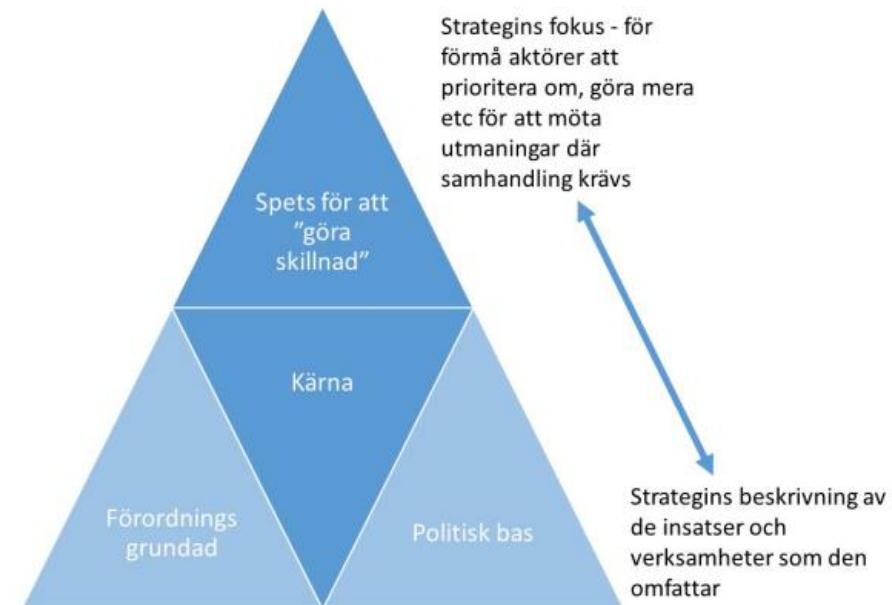 Strategins fokus - för
förmå aktörer att
prioritera om, göra mera
etc för att möta
utmaningar där
samhandling krävs
Spets för att
”göra
skillnad”
Kärna
Förordnings
grundad
Politisk bas
Strategins beskrivning av
de insatser och
verksamheter som den
omfattar